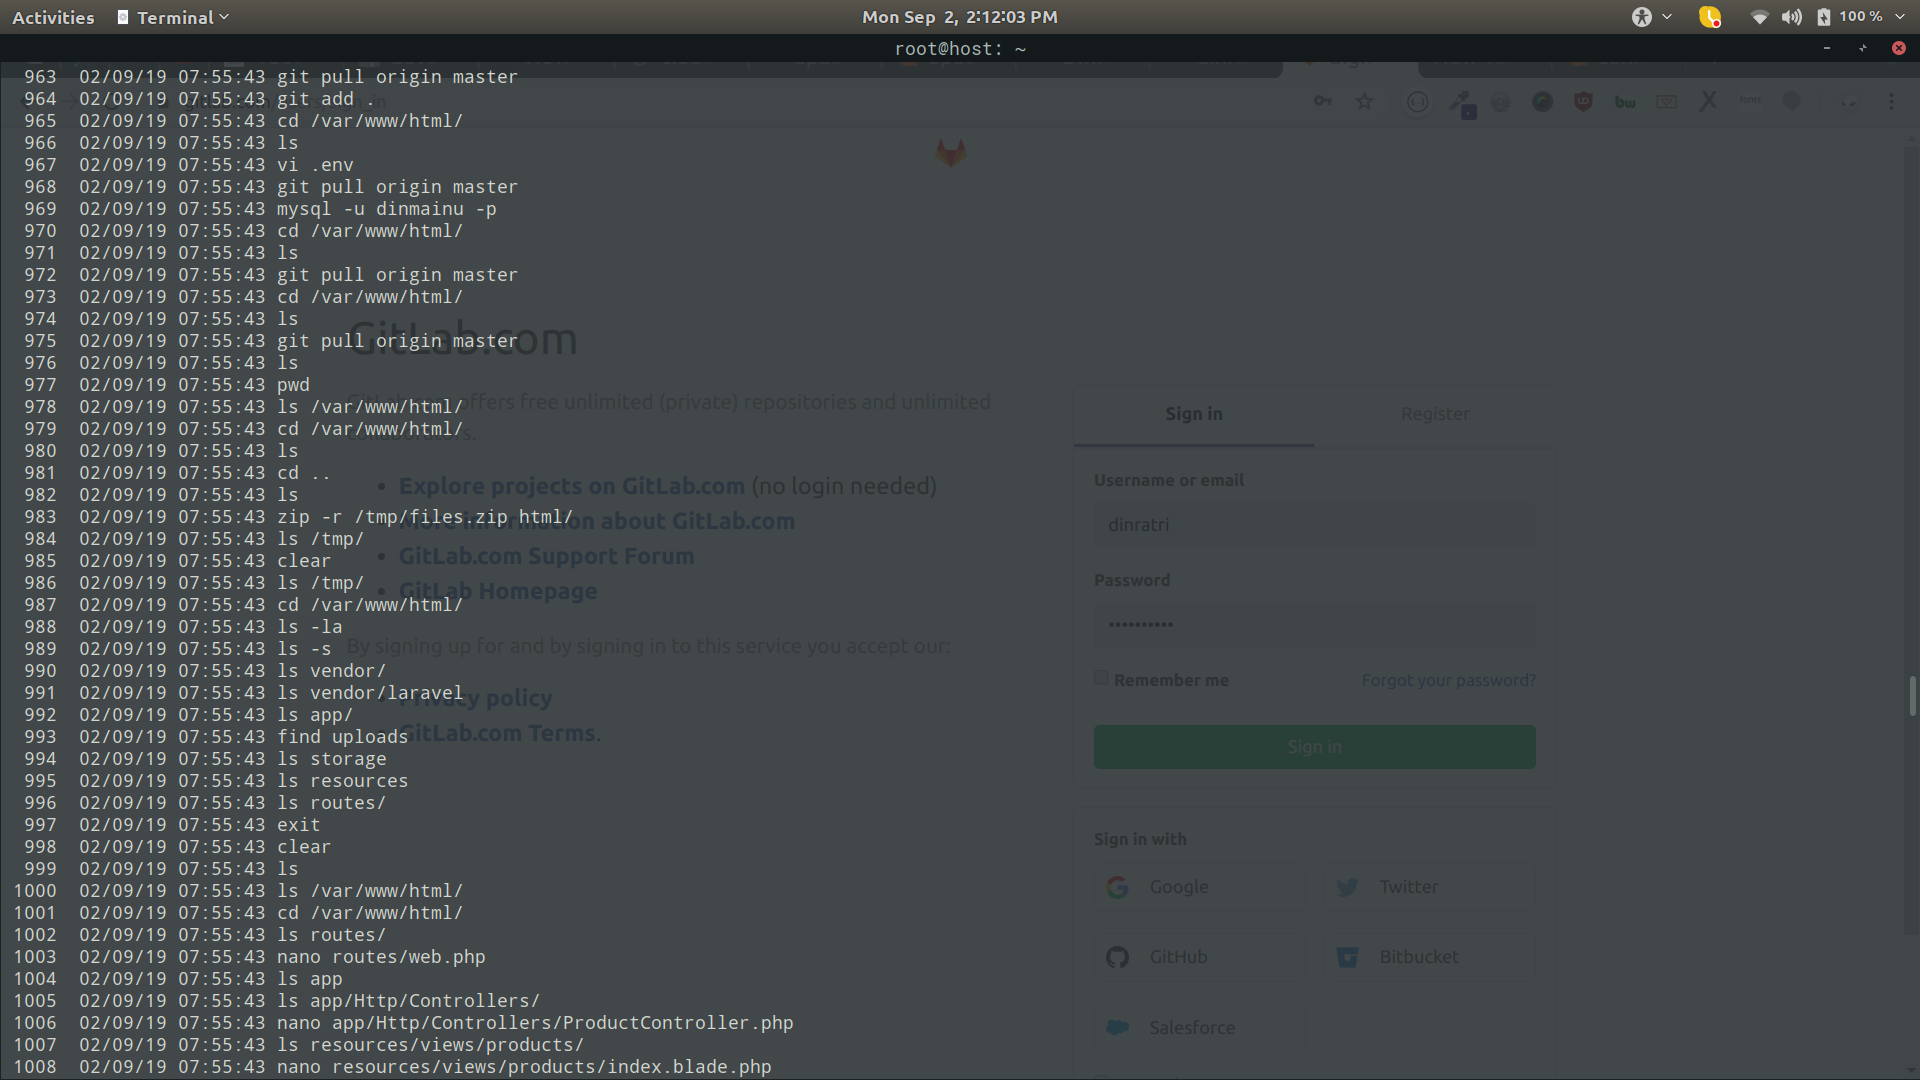 Activities Terminal Mon Sep 2, 2:12:03 PM 100 %
root@host: ~
963 02/09/19 07:55:43 git pull origin master
964 02/09/19 07:55:43 git add .
965 02/09/19 07:55:43 cd /var/www/html/
966 02/09/19 07:55:43 ls
967 02/09/19 07:55:43 vi .env
968 02/09/19 07:55:43 git pull origin master
969 02/09/19 07:55:43 mysql -u dinmainu -p
970 02/09/19 07:55:43 cd /var/www/html/
971 02/09/19 07:55:43 ls
972 02/09/19 07:55:43 git pull origin master
973 02/09/19 07:55:43 cd /var/www/html/
974 02/09/19 07:55:43 ls
975 02/09/19 07:55:43 git pull origin master
976 02/09/19 07:55:43 ls
977 02/09/19 07:55:43 pwd
978 02/09/19 07:55:43 ls /var/www/html/
979 02/09/19 07:55:43 cd /var/www/html/
980 02/09/19 07:55:43 ls
981 02/09/19 07:55:43 cd ..
982 02/09/19 07:55:43 ls
983 02/09/19 07:55:43 zip -r /tmp/files.zip html/
984 02/09/19 07:55:43 ls /tmp/
985 02/09/19 07:55:43 clear
986 02/09/19 07:55:43 ls /tmp/
987 02/09/19 07:55:43 cd /var/www/html/
988 02/09/19 07:55:43 ls -la
989 02/09/19 07:55:43 ls -s
990 02/09/19 07:55:43 ls vendor/
991 02/09/19 07:55:43 ls vendor/laravel
992 02/09/19 07:55:43 ls app/
993 02/09/19 07:55:43 find uploads
994 02/09/19 07:55:43 ls storage
995 02/09/19 07:55:43 ls resources
996 02/09/19 07:55:43 ls routes/
997 02/09/19 07:55:43 exit
998 02/09/19 07:55:43 clear
999 02/09/19 07:55:43 ls
1000 02/09/19 07:55:43 ls /var/www/html/
1001 02/09/19 07:55:43 cd /var/www/html/
1002 02/09/19 07:55:43 ls routes/
1003 02/09/19 07:55:43 nano routes/web.php
1004 02/09/19 07:55:43 ls app
1005 02/09/19 07:55:43 ls app/Http/Controllers/
1006 02/09/19 07:55:43 nano app/Http/Controllers/ProductController.php
1007 02/09/19 07:55:43 ls resources/views/products/
1008 02/09/19 07:55:43 nano resources/views/products/index.blade.php
GitLab.com
offers free unlimited (private) repositories and unlimited
collaborators.
• Explore projects on GitLab.com (no login needed)
• More information about GitLab.com
• GitLab.com Support Forum
• GitLab Homepage
By signing up for and by signing in to this service you accept our:
• Privacy policy
• GitLab.com Terms.
Sign in Register
Username or email
dinratri
Password
••••••••••
Remember me Forgot your password?
Sign in
Sign in with
Google Twitter
GitHub Bitbucket
Salesforce